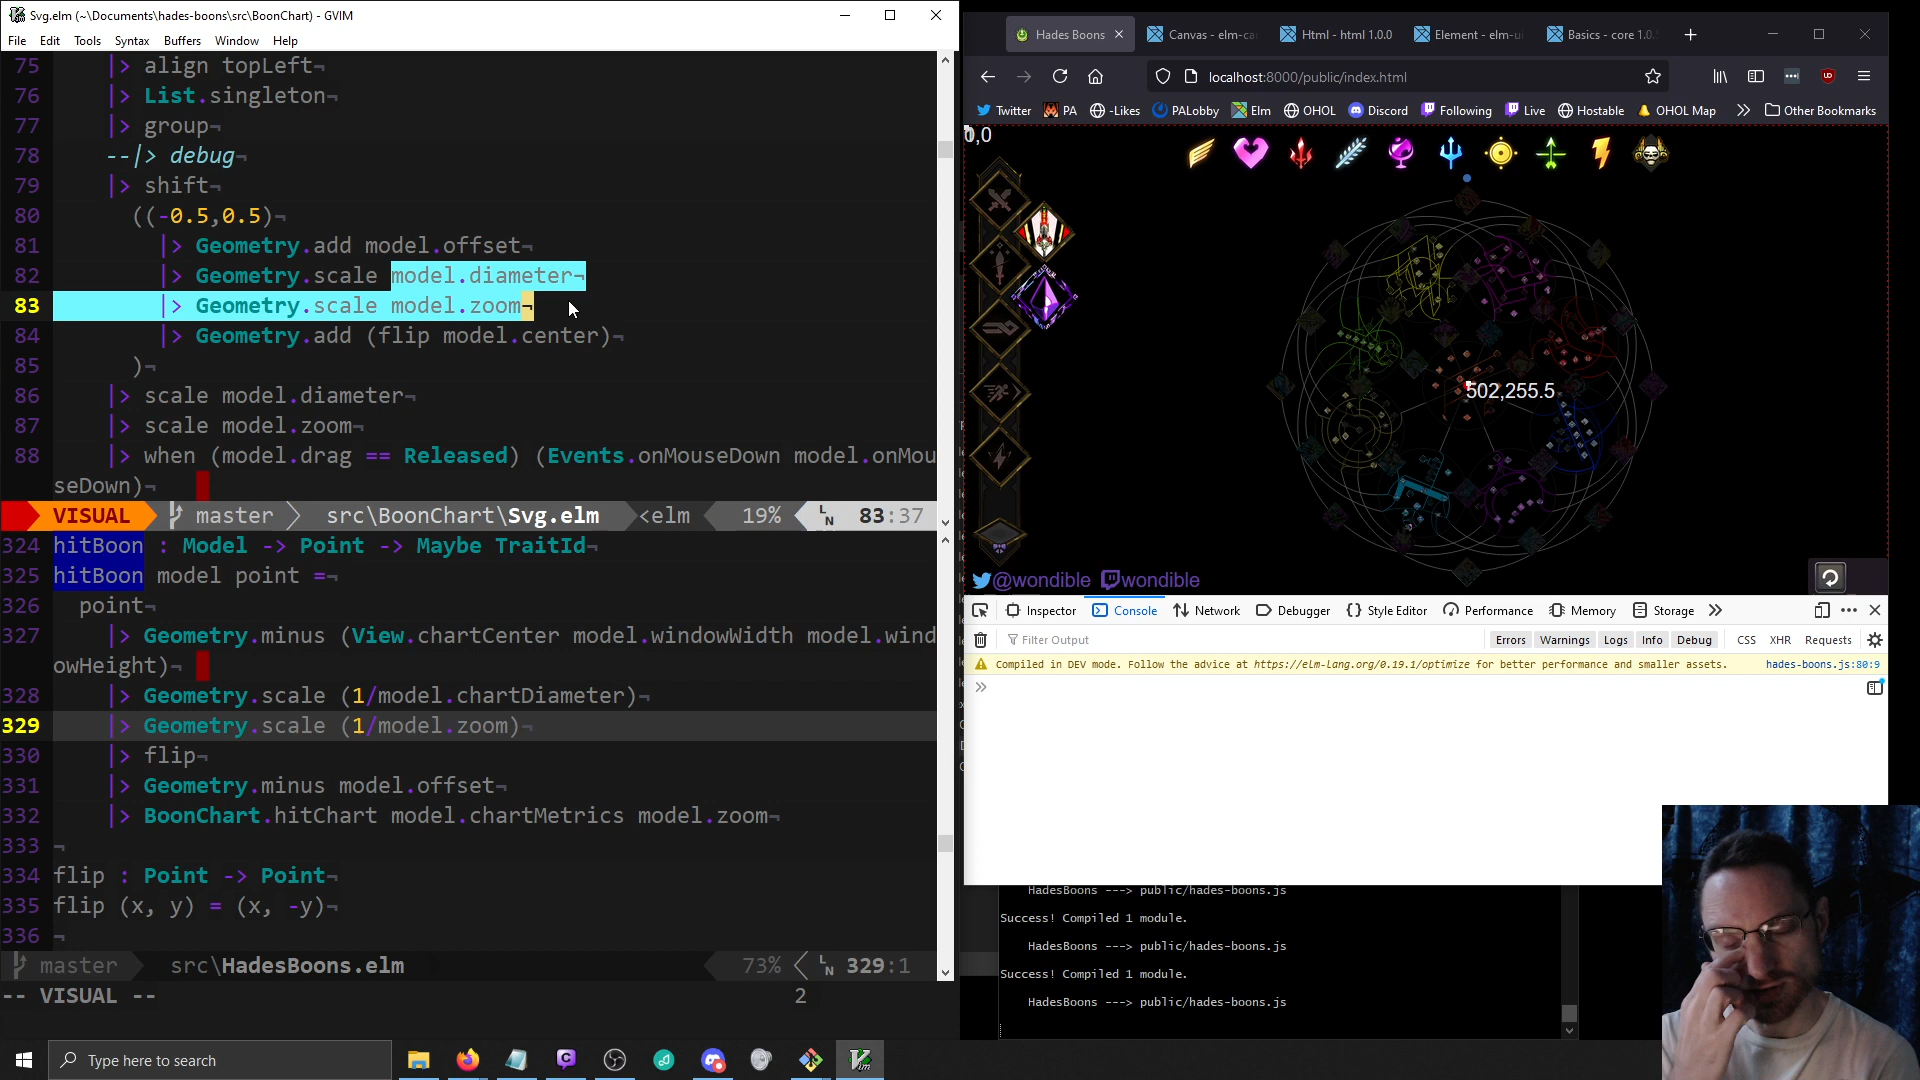 Svg.elm (~\Documents\hades-boons\src\BoonChart) - GVIM
File Edit Tools Syntax Buffers Window Help
75 |> align topLeft¬
76 |> List.singleton¬
77 |> group¬
78 --|> debug¬
79 |> shift¬
80 ((-0.5,0.5)¬
81 |> Geometry.add model.offset¬
82 |> Geometry.scale model.diameter¬
83 |> Geometry.scale model.zoom¬
84 |> Geometry.add (flip model.center)¬
85 )¬
86 |> scale model.diameter¬
87 |> scale model.zoom¬
88 |> when (model.drag == Released) (Events.onMouseDown model.onMou
seDown)¬
VISUAL master src\BoonChart\Svg.elm <elm 19% LN 83:37
324 hitBoon : Model -> Point -> Maybe TraitId¬
325 hitBoon model point =¬
326 point¬
327 |> Geometry.minus (View.chartCenter model.windowWidth model.wind
owHeight)¬
328 |> Geometry.scale (1/model.chartDiameter)¬
329 |> Geometry.scale (1/model.zoom)¬
330 |> flip¬
331 |> Geometry.minus model.offset¬
332 |> BoonChart.hitChart model.chartMetrics model.zoom¬
333 ¬
334 flip : Point -> Point¬
335 flip (x, y) = (x, -y)¬
336 ¬
master src\HadesBoons.elm 73% LN 329:1
-- VISUAL -- 2
Type here to search
Hades Boons
Canvas - elm-ca
Html - html 1.0.0
Element - elm-u
Basics - core 1.0.
localhost:8000/public/index.html
Twitter PA -Likes PALobby Elm OHOL Discord Following Live Hostable OHOL Map Other Bookmarks
0,0
502,255.5
@wondible wondible
Inspector Console Network Debugger Style Editor Performance Memory Storage
Filter Output
Errors Warnings Logs Info Debug CSS XHR Requests
Compiled in DEV mode. Follow the advice at https://elm-lang.org/0.19.1/optimize for better performance and smaller assets. hades-boons.js:80:9
HadesBoons ---> public/hades-boons.js
Success! Compiled 1 module.
HadesBoons ---> public/hades-boons.js
Success! Compiled 1 module.
HadesBoons ---> public/hades-boons.js